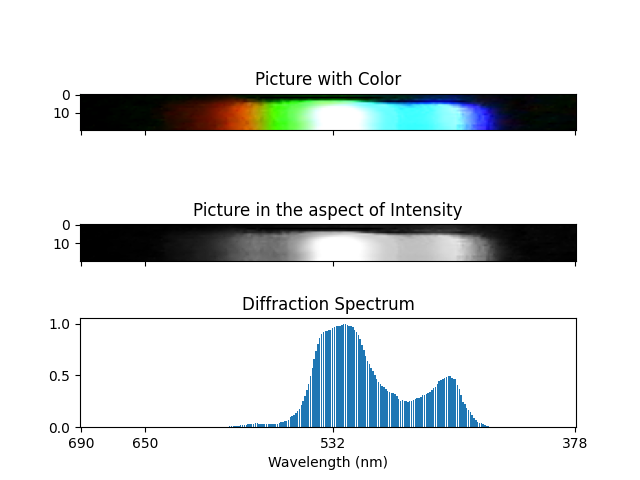 Picture with Color
0
10
Picture in the aspect of Intensity
0
10
Diffraction Spectrum
1.0
0.5
0.0
690 650 532 378
Wavelength (nm)